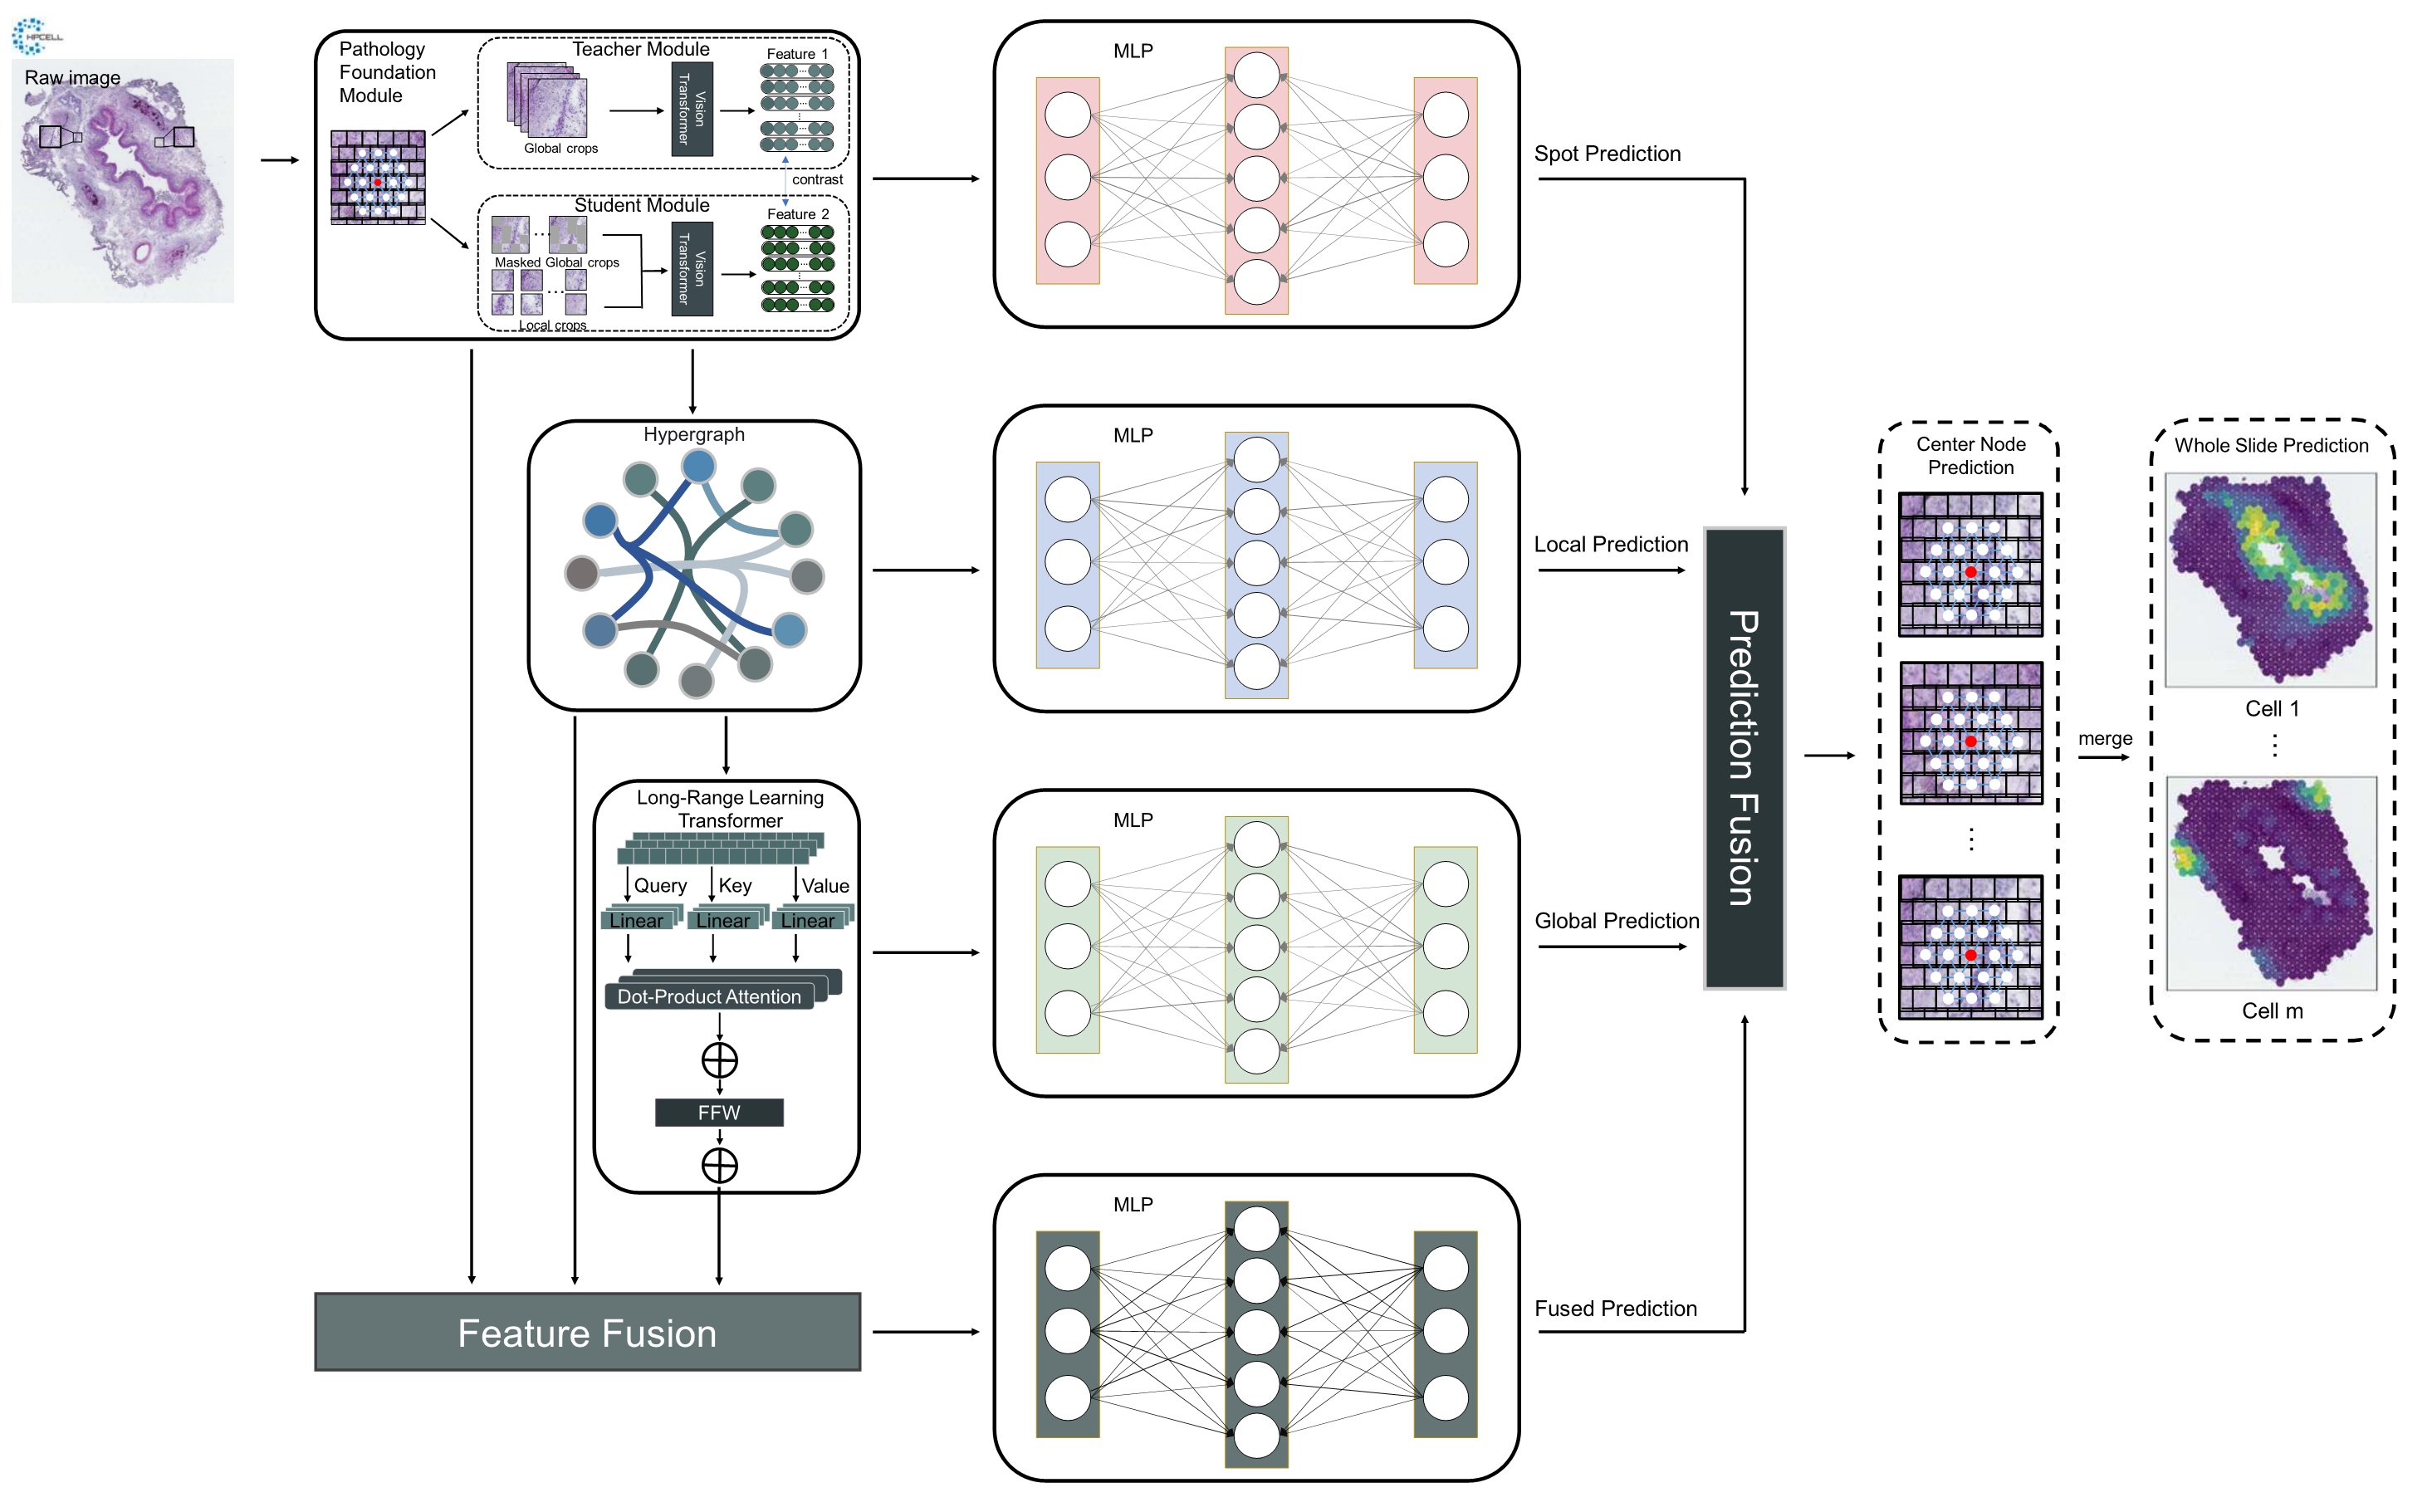 HPCELL
Raw image
Pathology
Foundation
Module
Teacher Module
Global crops
Vision
Transformer
Feature 1
contrast
Student Module
Masked Global crops
Local crops
Vision
Transformer
Feature 2
MLP
Spot Prediction
Hypergraph
MLP
Local Prediction
Long-Range Learning
Transformer
Query
Key
Value
Linear
Linear
Linear
Dot-Product Attention
FFW
MLP
Global Prediction
Feature Fusion
MLP
Fused Prediction
Prediction Fusion
Center Node
Prediction
merge
Whole Slide Prediction
Cell 1
Cell m